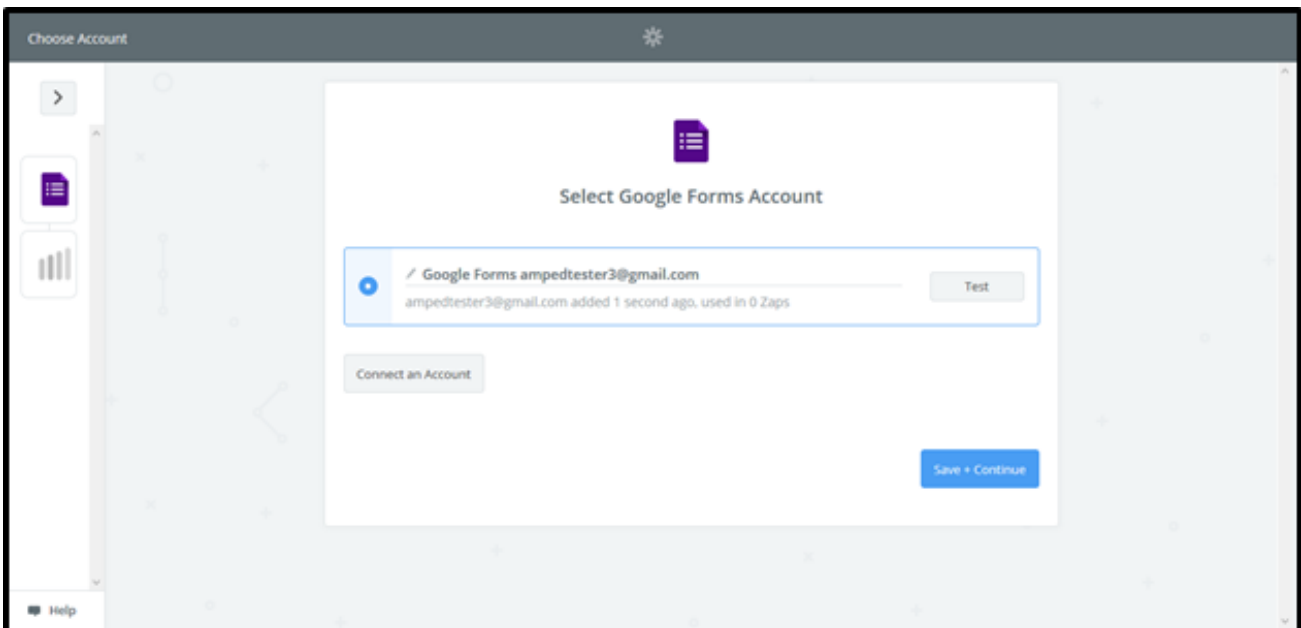 Choose Account
Select Google Forms Account
Google Forms ampedtester3@gmail.com
ampedtester3@gmail.com added 1 second ago, used in 0 Zaps
Test
Connect an Account
Save + Continue
Help